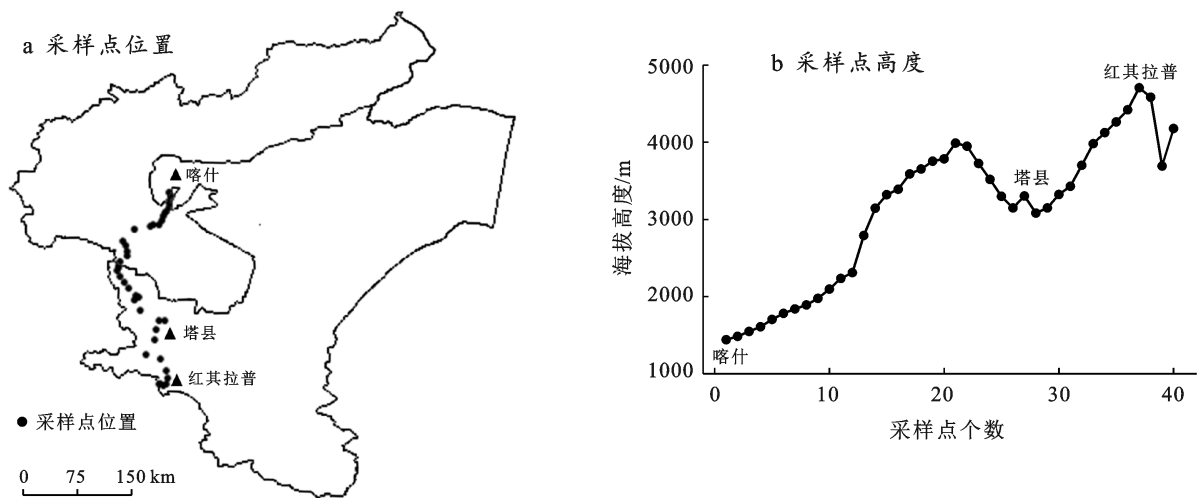 a 采样点位置
喀什
塔县
红其拉普
采样点位置
0 75 150 km
b 采样点高度
海拔高度/m
5000
4000
3000
2000
1000
红其拉普
塔县
喀什
0 10 20 30 40
采样点个数